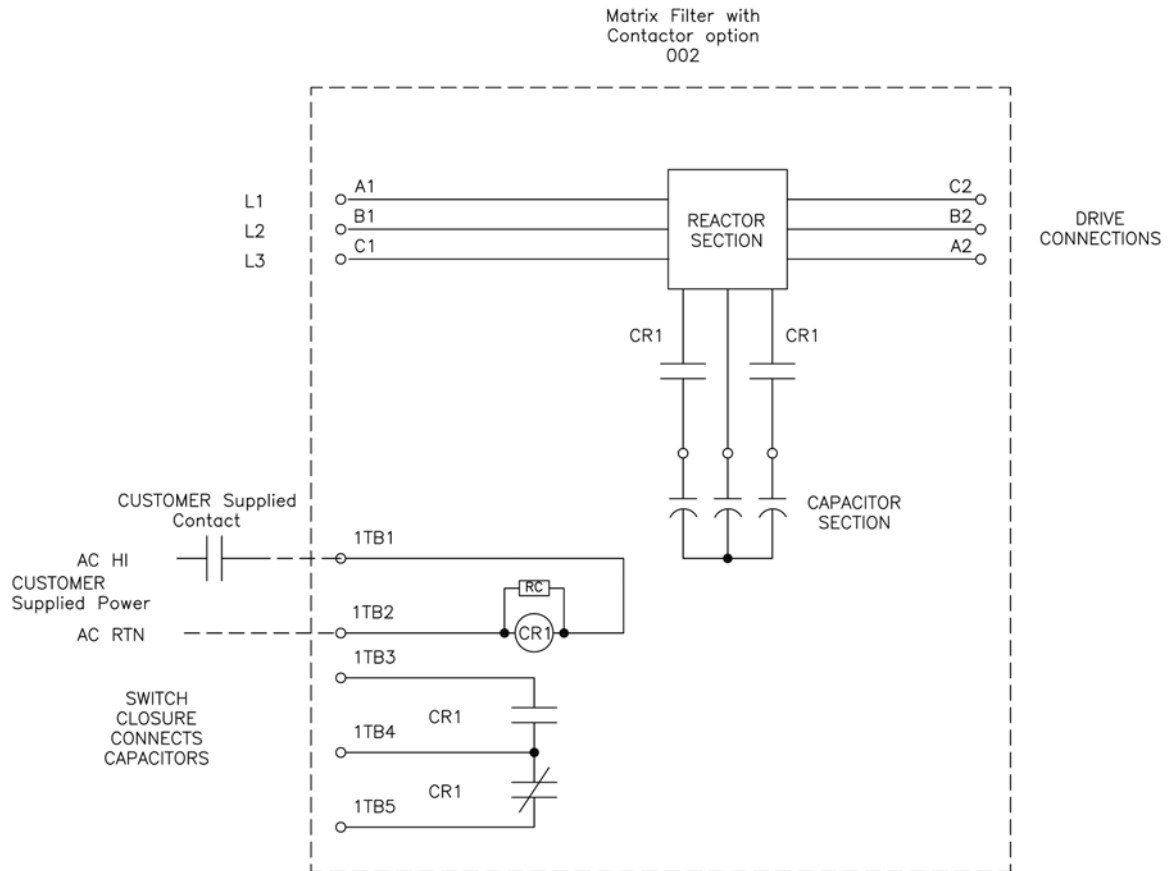 Matrix Filter with
Contactor option
002
L1
A1
C2
L2
B1
B2
L3
C1
A2
REACTOR
SECTION
DRIVE
CONNECTIONS
CR1
CR1
CAPACITOR
SECTION
CUSTOMER Supplied
Contact
AC HI
1TB1
CUSTOMER
Supplied Power
RC
AC RTN
1TB2
CR1
1TB3
SWITCH
CLOSURE
CONNECTS
CAPACITORS
CR1
1TB4
CR1
1TB5